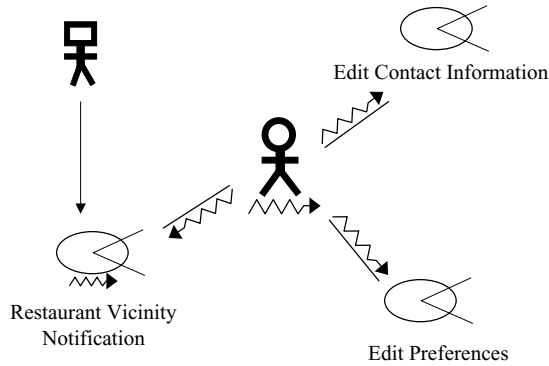 Edit Contact Information
Restaurant Vicinity
Notification
Edit Preferences